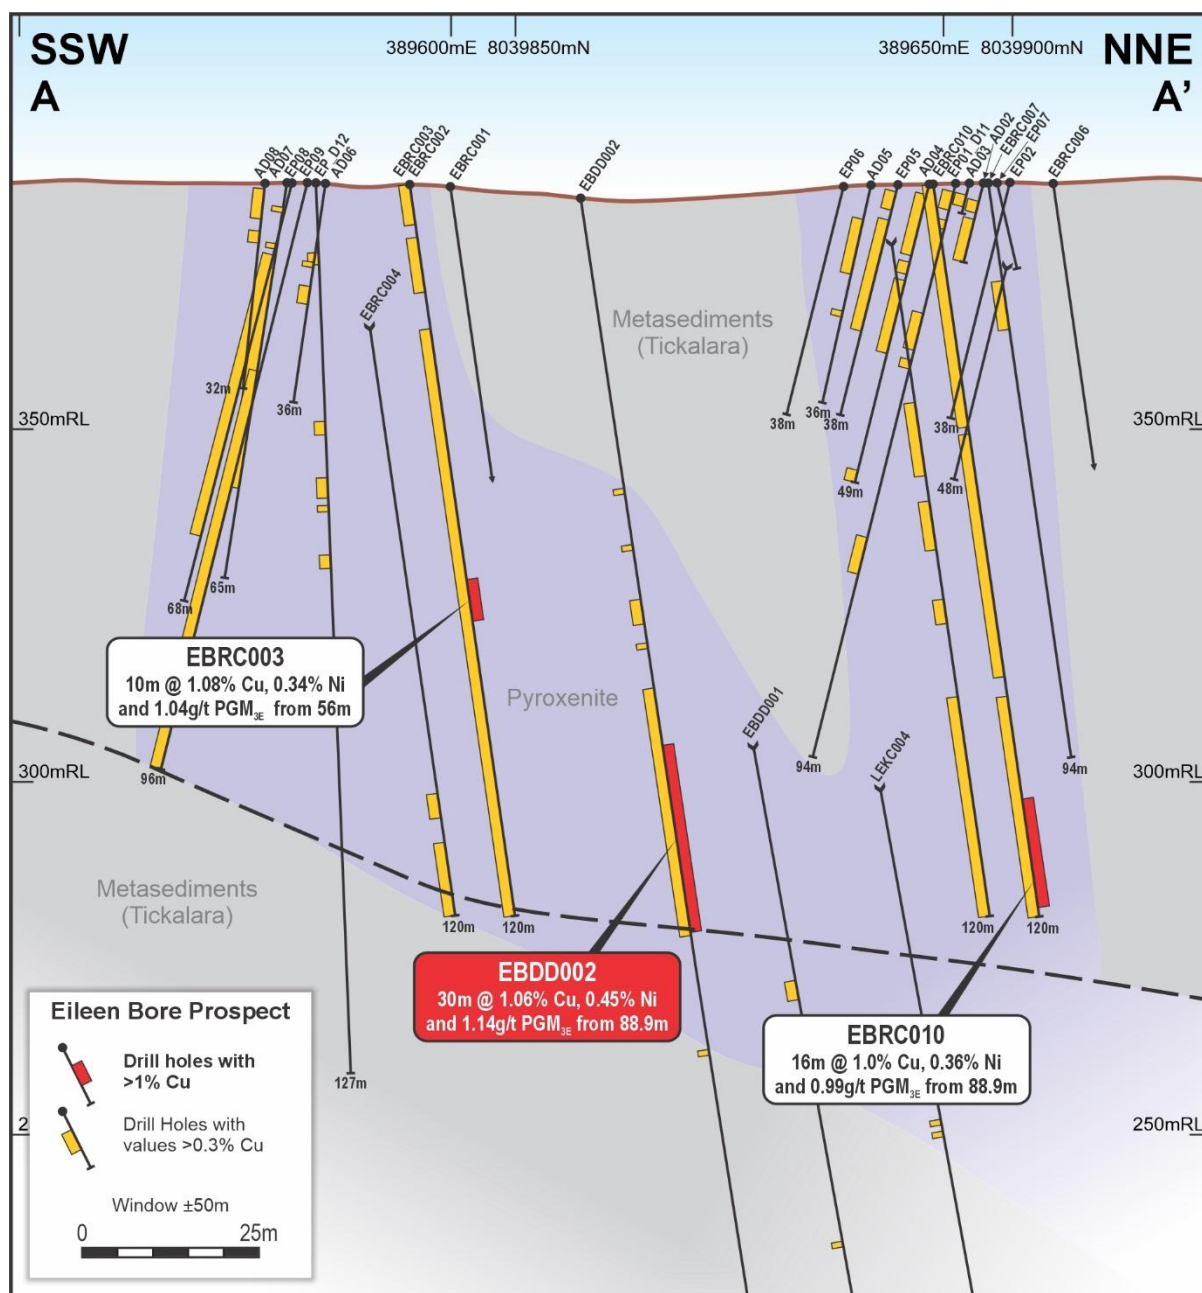 SSW
A
389600mE
8039850mN
389650mE
8039900mN
NNE
A’
AD08
AD07
EP08
EP09
EP_D12
AD06
EBRC003
EBRC002
EBRC001
EBDD002
EP06
AD05
EP05
AD04
EBRC010
EP01_D11
AD03
AD02
EBRC007
EP07
EP02
EBRC006
EBRC004
Metasediments
(Tickalara)
32m
36m
38m
36m
38m
38m
350mRL
350mRL
49m
48m
65m
68m
EBRC003
10m @ 1.08% Cu, 0.34% Ni
and 1.04g/t PGM3E from 56m
Pyroxenite
EBDD001
LEKC004
300mRL
96m
94m
94m
300mRL
Metasediments
(Tickalara)
120m
120m
120m
120m
EBDD002
30m @ 1.06% Cu, 0.45% Ni
and 1.14g/t PGM3E from 88.9m
EBRC010
16m @ 1.0% Cu, 0.36% Ni
and 0.99g/t PGM3E from 88.9m
127m
2
250mRL
Eileen Bore Prospect
Drill holes with
>1% Cu
Drill Holes with
values >0.3% Cu
Window ±50m
0
25m